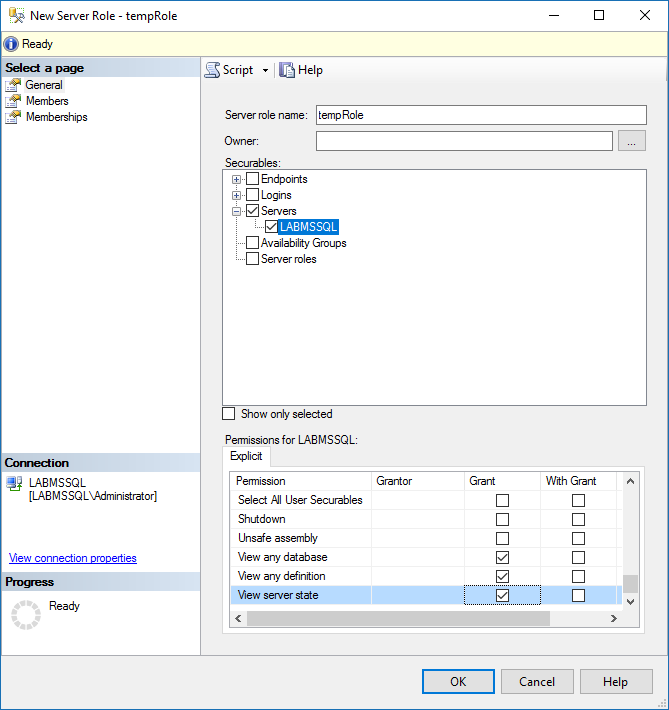 New Server Role - tempRole
Ready
Select a page
General
Members
Memberships
Script
Help
Server role name: tempRole
Owner:
...
Securables:
Endpoints
Logins
Servers
LABMSSQL
Availability Groups
Server roles
Show only selected
Permissions for LABMSSQL:
Explicit
Permission Grantor Grant With Grant
Select All User Securables
Shutdown
Unsafe assembly
View any database
View any definition
View server state
Connection
LABMSSQL
[LABMSSQL\Administrator]
View connection properties
Progress
Ready
OK Cancel Help